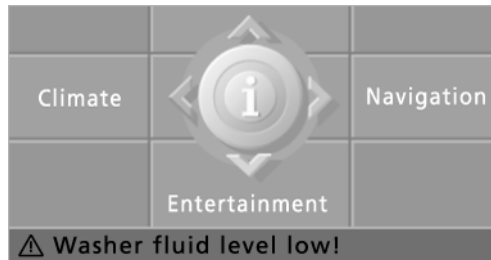 Climate
i
Navigation
Entertainment
Washer fluid level low!